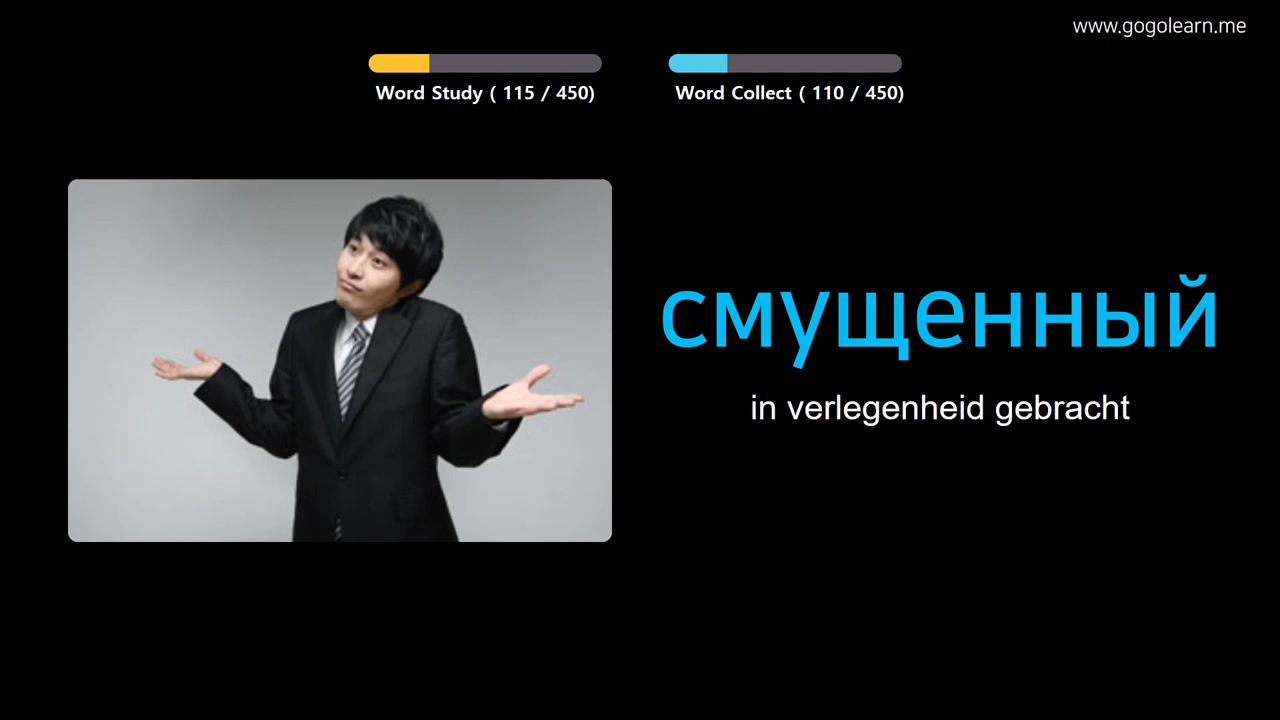 www.gogolearn.me
Word Study ( 115 / 450)
Word Collect ( 110 / 450)
смущенный
in verlegenheid gebracht